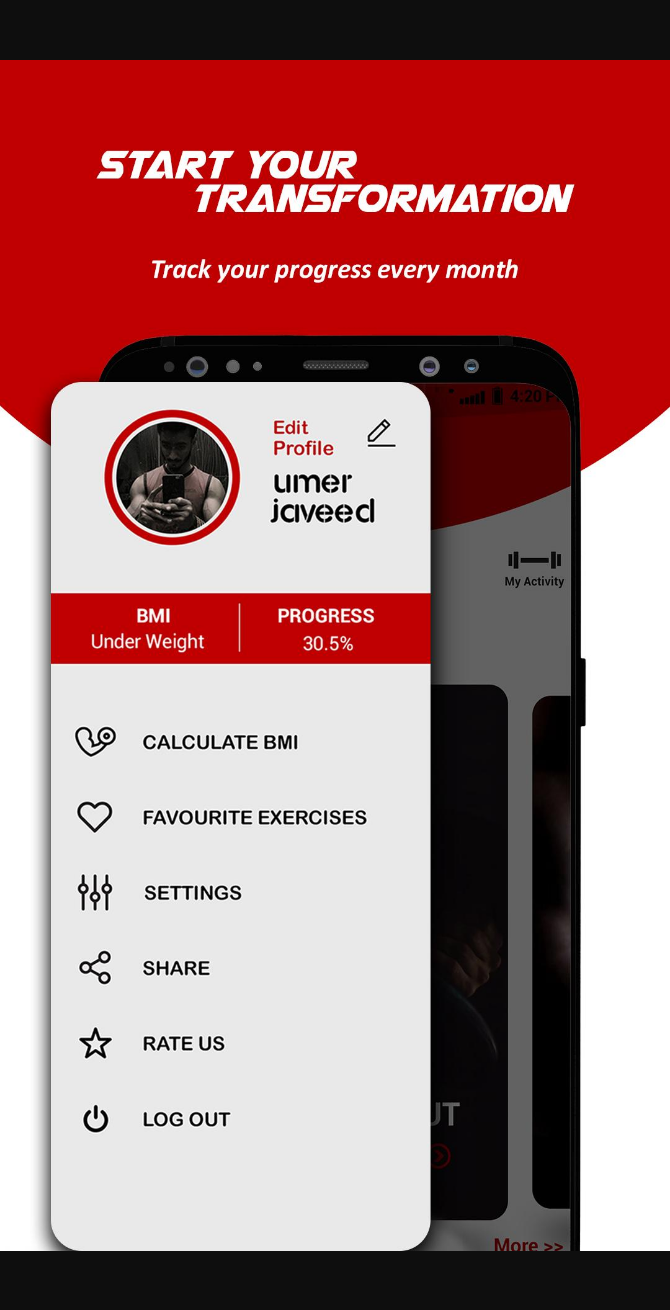 START YOUR
TRANSFORMATION
Track your progress every month
4:20
Edit
Profile
umer
javeed
My Activity
BMI
PROGRESS
Under Weight
30.5%
CALCULATE BMI
FAVOURITE EXERCISES
SETTINGS
SHARE
RATE US
LOG OUT
More >>